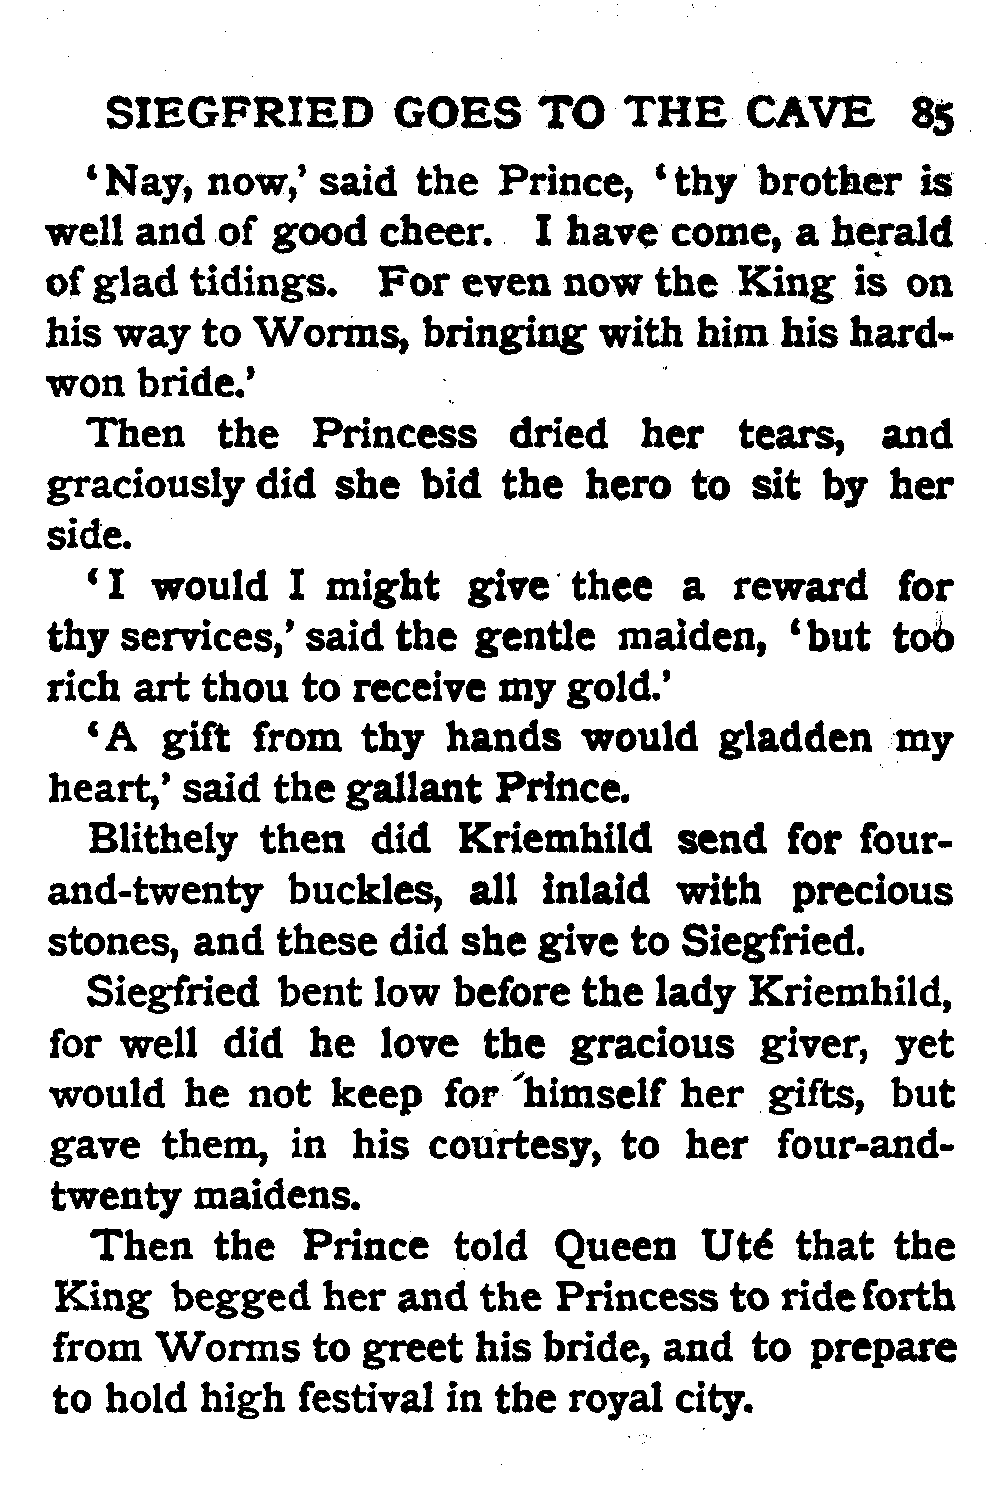 SIEGFRIED GOES TO THE CAVE 85
‘Nay, now,’ said the Prince, ‘thy brother is
well and of good cheer. I have come, a herald
of glad tidings. For even now the King is on
his way to Worms, bringing with him his hard-
won bride.’
Then the Princess dried her tears, and
graciously did she bid the hero to sit by her
side.
‘I would I might give thee a reward for
thy services,’ said the gentle maiden, ‘but too
rich art thou to receive my gold.’
‘A gift from thy hands would gladden my
heart,’ said the gallant Prince.
Blithely then did Kriemhild send for four-
and-twenty buckles, all inlaid with precious
stones, and these did she give to Siegfried.
Siegfried bent low before the lady Kriemhild,
for well did he love the gracious giver, yet
would he not keep for himself her gifts, but
gave them, in his courtesy, to her four-and-
twenty maidens.
Then the Prince told Queen Uté that the
King begged her and the Princess to ride forth
from Worms to greet his bride, and to prepare
to hold high festival in the royal city.